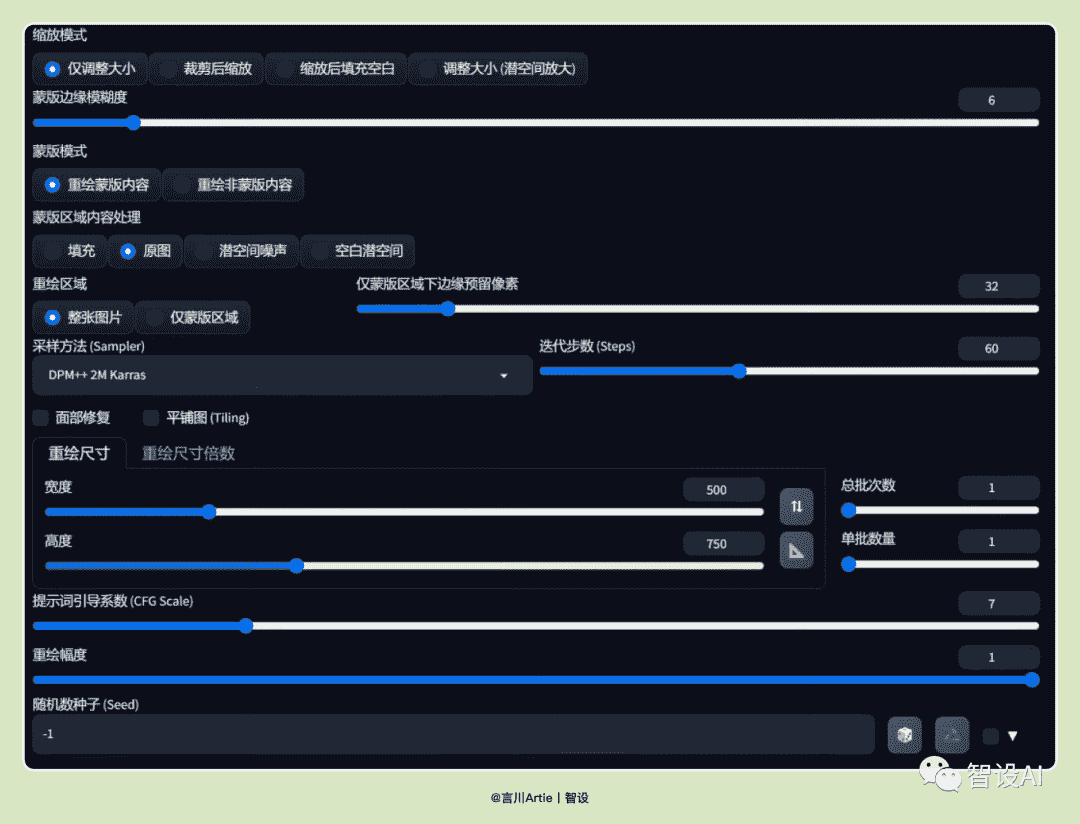 缩放模式
仅调整大小 裁剪后缩放 缩放后填充空白 调整大小 (潜空间放大)
蒙版边缘模糊度 6
蒙版模式
重绘蒙版内容 重绘非蒙版内容
蒙版区域内容处理
填充 原图 潜空间噪声 空白潜空间
重绘区域 仅蒙版区域下边缘预留像素 32
整张图片 仅蒙版区域
采样方法 (Sampler) 迭代步数 (Steps) 60
DPM++ 2M Karras
面部修复 平铺图 (Tiling)
重绘尺寸 重绘尺寸倍数
宽度 500 总批次数 1
高度 750 单批数量 1
提示词引导系数 (CFG Scale) 7
重绘幅度 1
随机数种子 (Seed)
-1
智设AI
@言川Artie | 智设